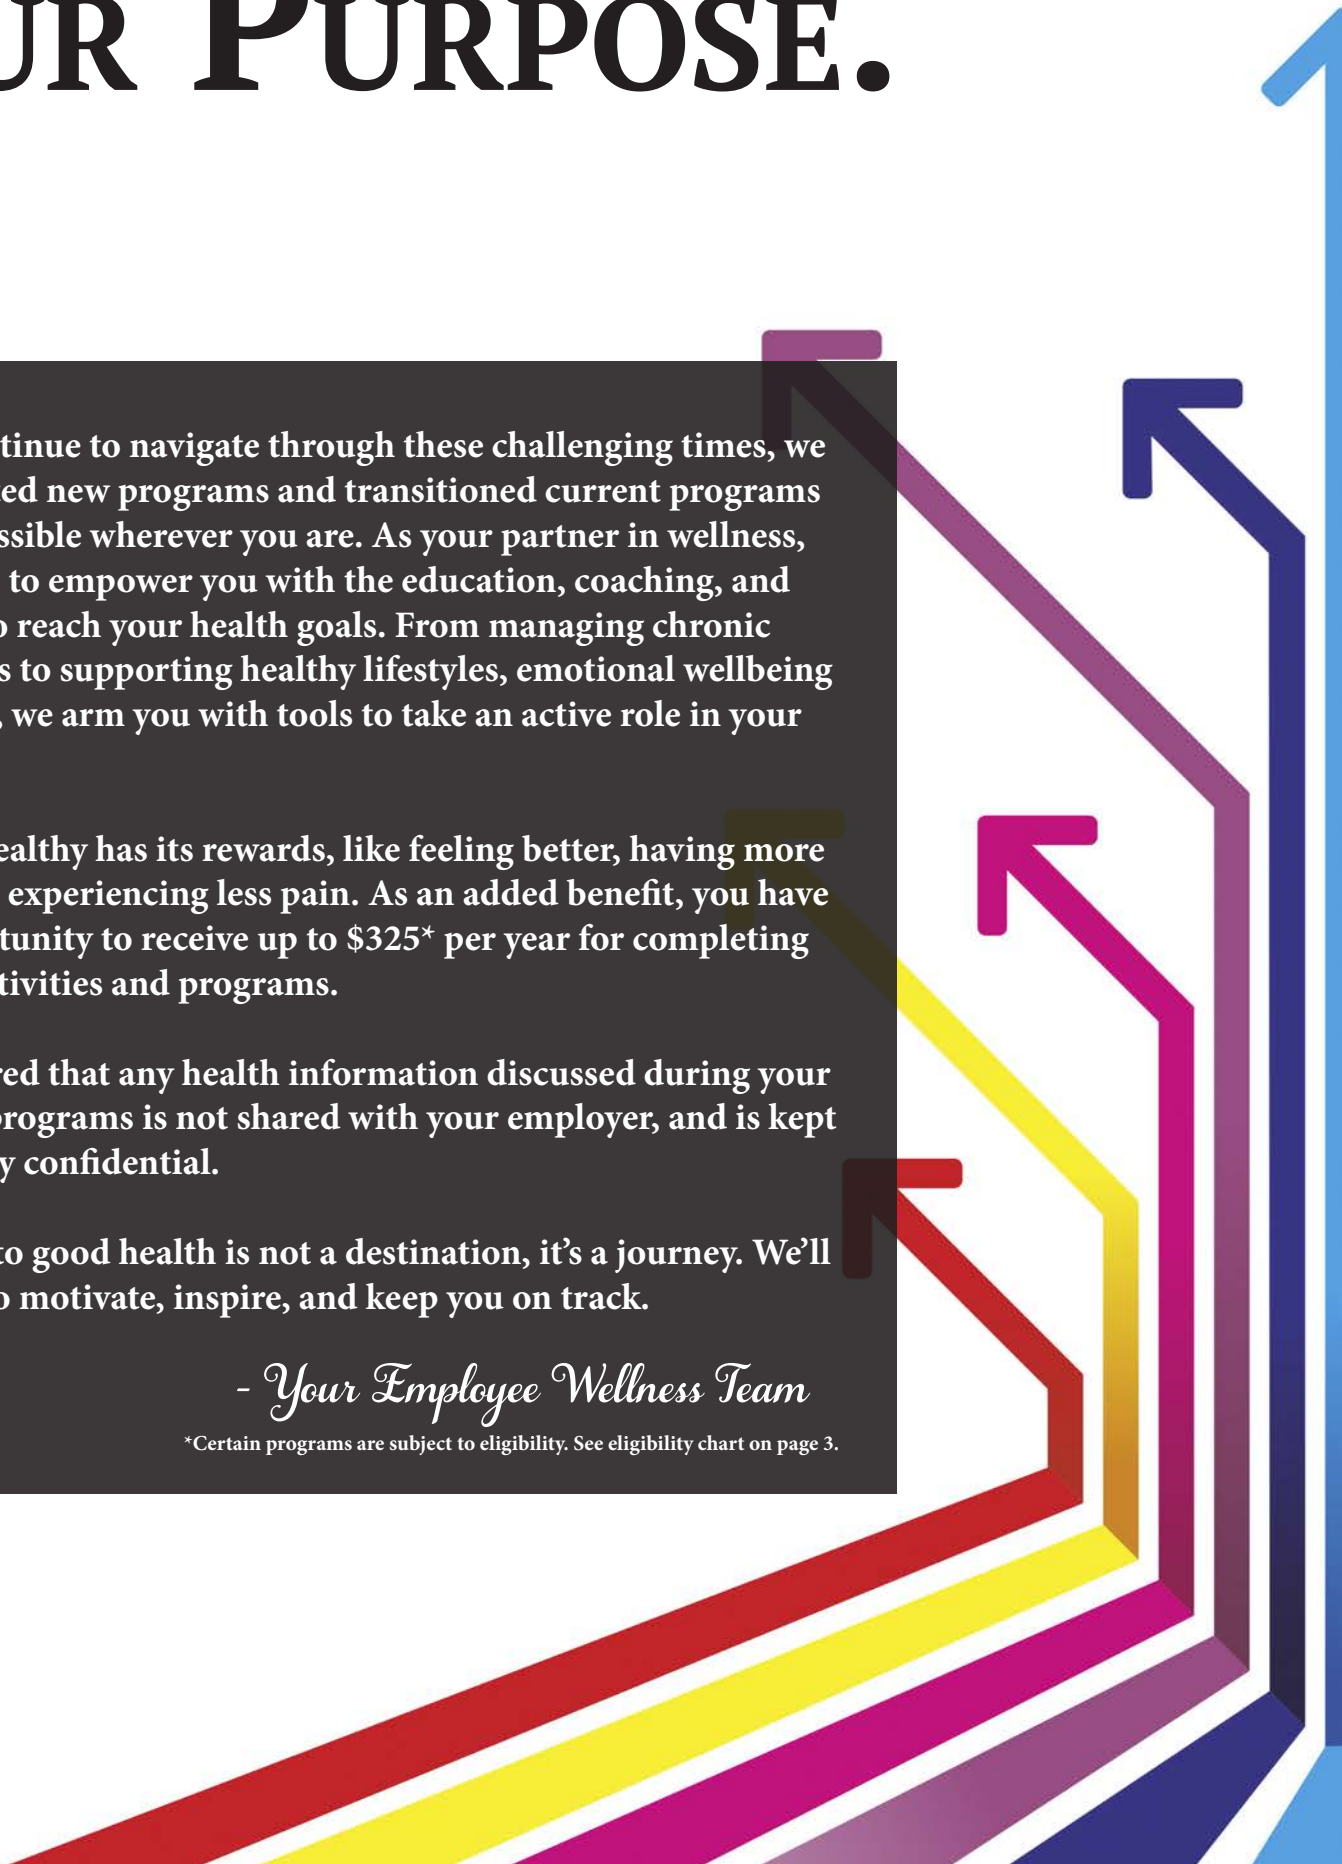 UR PURPOSE.
tinue to navigate through these challenging times, we
ed new programs and transitioned current programs
ssible wherever you are. As your partner in wellness,
to empower you with the education, coaching, and
o reach your health goals. From managing chronic
s to supporting healthy lifestyles, emotional wellbeing
, we arm you with tools to take an active role in your
ealthy has its rewards, like feeling better, having more
experiencing less pain. As an added benefit, you have
tunity to receive up to $325* per year for completing
tivities and programs.
red that any health information discussed during your
programs is not shared with your employer, and is kept
y confidential.
to good health is not a destination, it's a journey. We'll
o motivate, inspire, and keep you on track.
- Your Employee Wellness Team
*Certain programs are subject to eligibility. See eligibility chart on page 3.